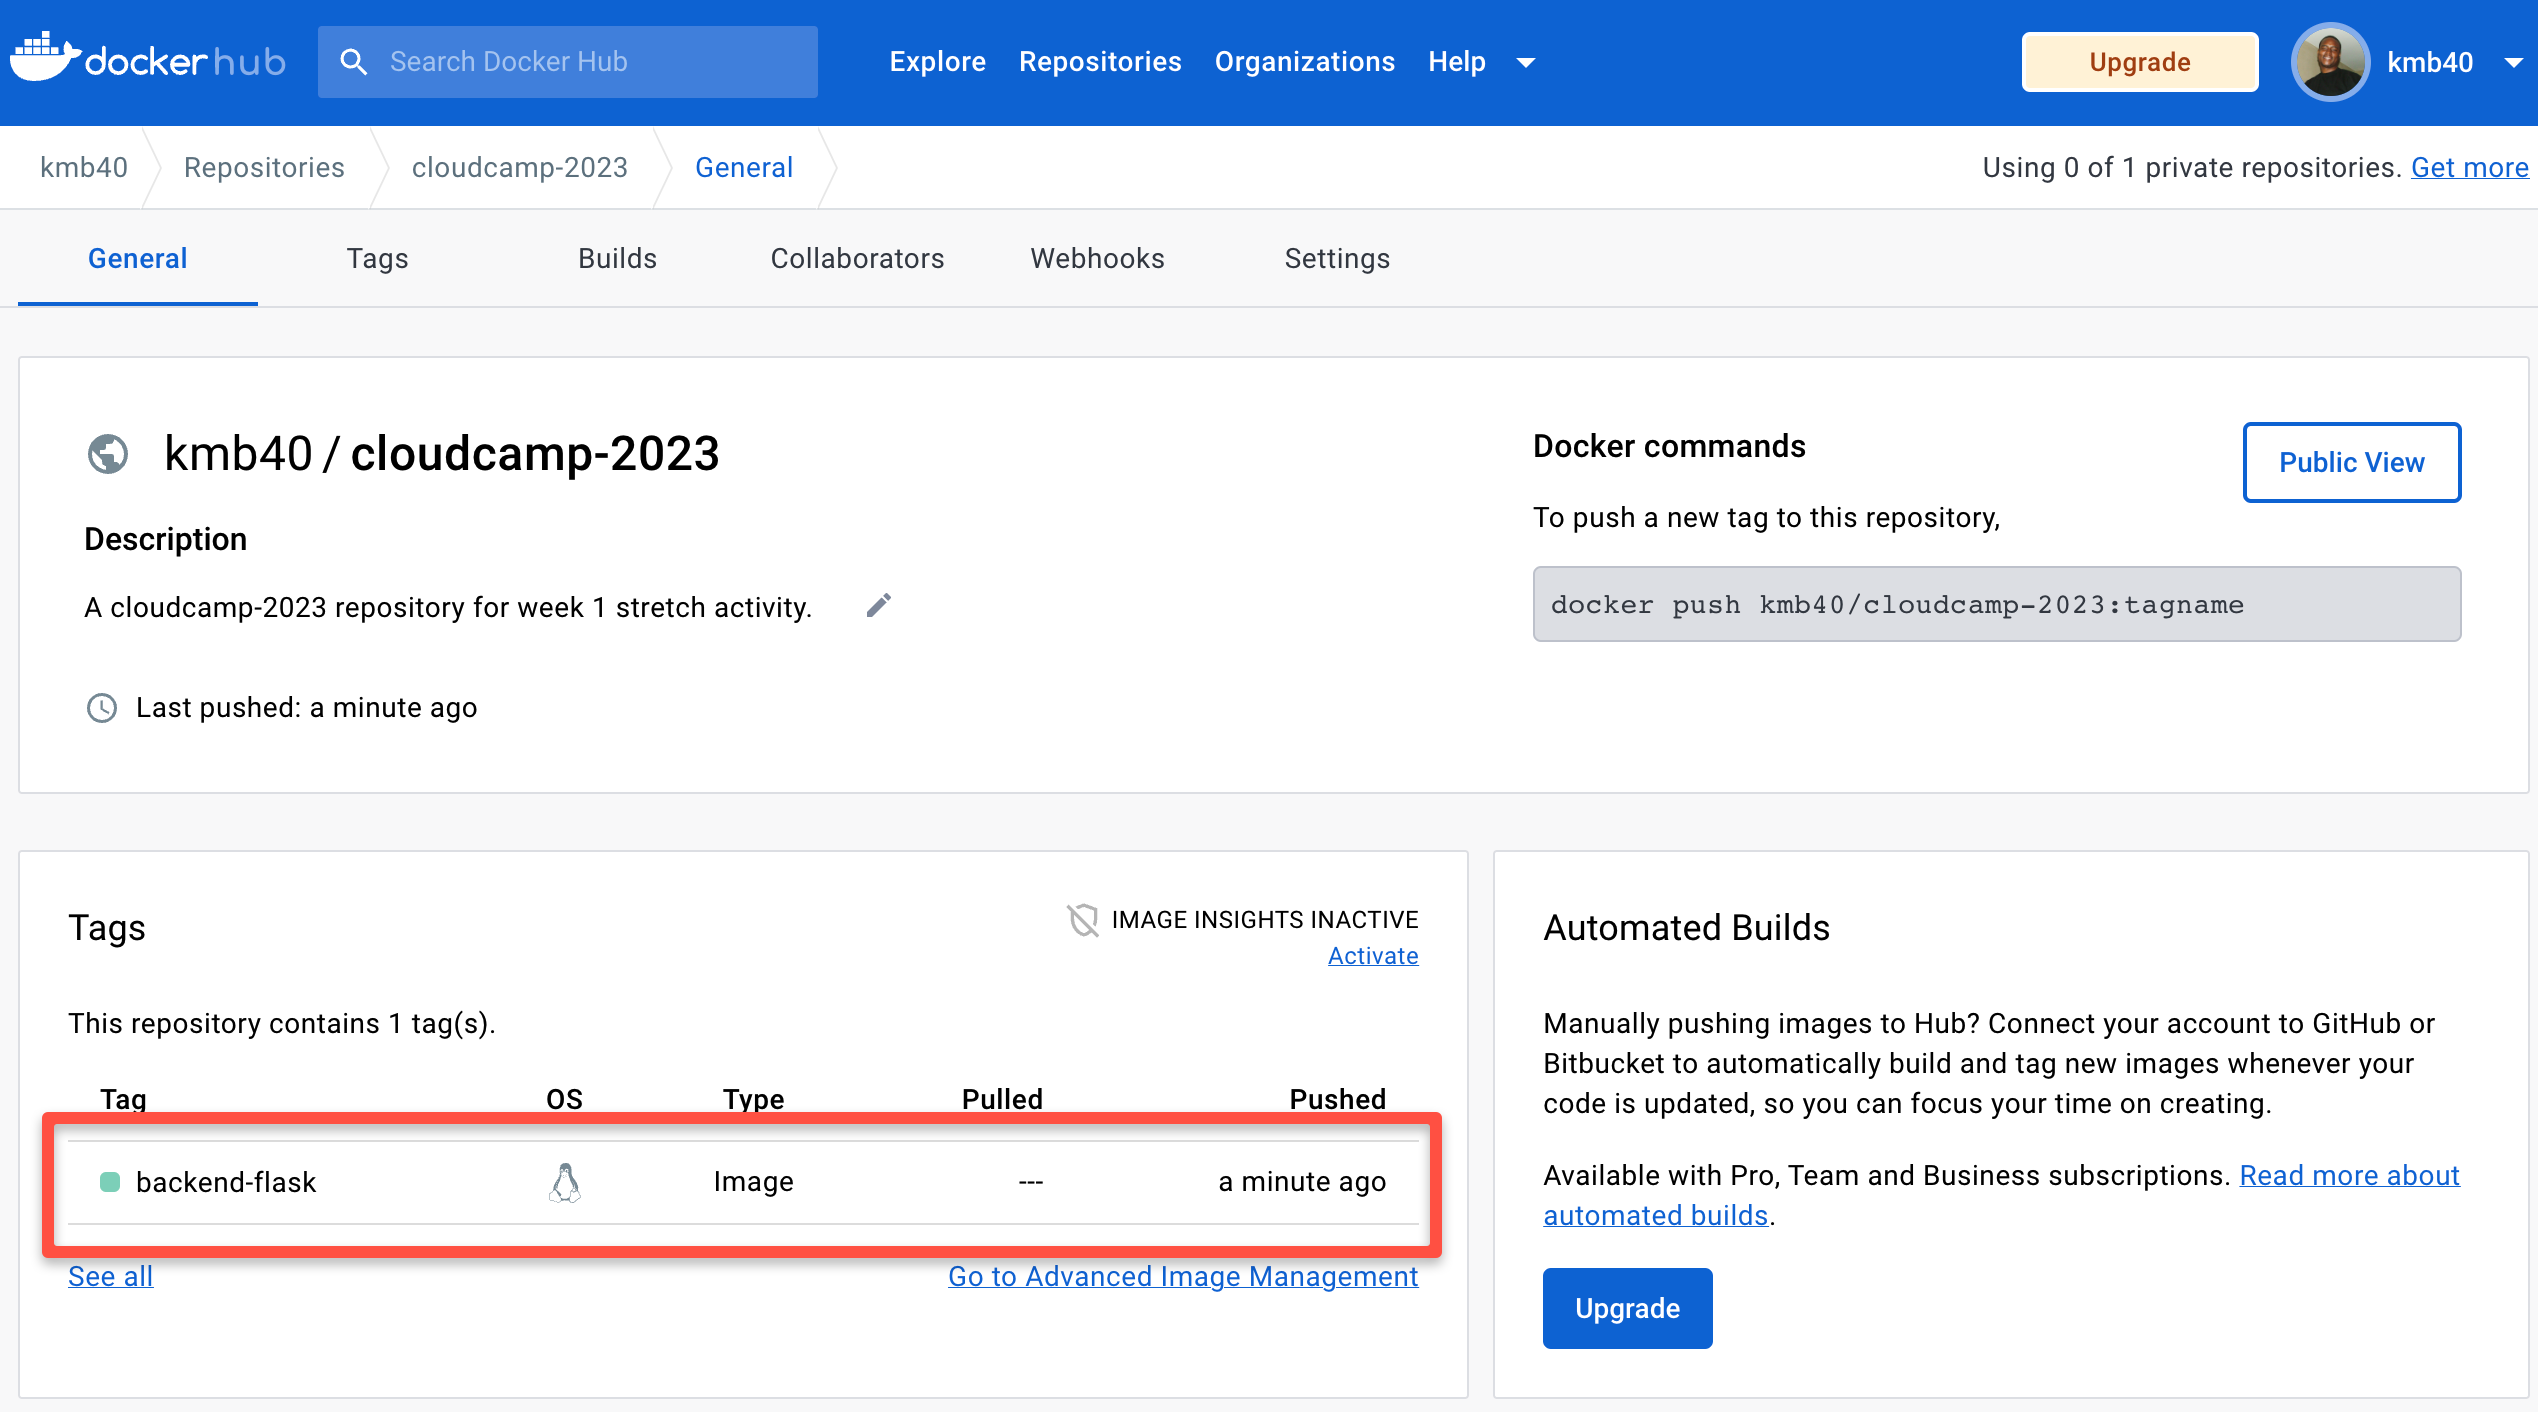 docker hub
Search Docker Hub
Explore Repositories Organizations Help
Upgrade
kmb40
kmb40 Repositories cloudcamp-2023 General
Using 0 of 1 private repositories. Get more
General Tags Builds Collaborators Webhooks Settings
kmb40 / cloudcamp-2023
Description
A cloudcamp-2023 repository for week 1 stretch activity.
Last pushed: a minute ago
Docker commands
Public View
To push a new tag to this repository,
docker push kmb40/cloudcamp-2023:tagname
Tags
IMAGE INSIGHTS INACTIVE
Activate
This repository contains 1 tag(s).
Tag OS Type Pulled Pushed
backend-flask Image --- a minute ago
See all Go to Advanced Image Management
Automated Builds
Manually pushing images to Hub? Connect your account to GitHub or
Bitbucket to automatically build and tag new images whenever your
code is updated, so you can focus your time on creating.
Available with Pro, Team and Business subscriptions. Read more about
automated builds.
Upgrade